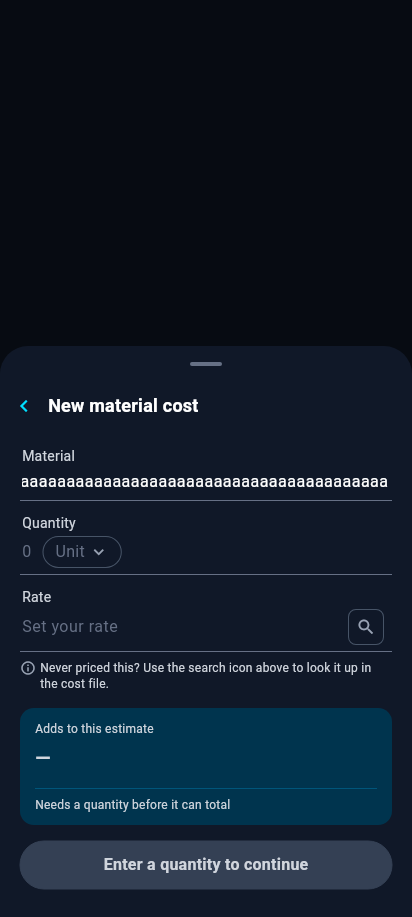 New material cost
Material
aaaaaaaaaaaaaaaaaaaaaaaaaaaaaaaaaaaaaaaa
Quantity
0 Unit
Rate
Set your rate
Never priced this? Use the search icon above to look it up in
the cost file.
Adds to this estimate
—
Needs a quantity before it can total
Enter a quantity to continue